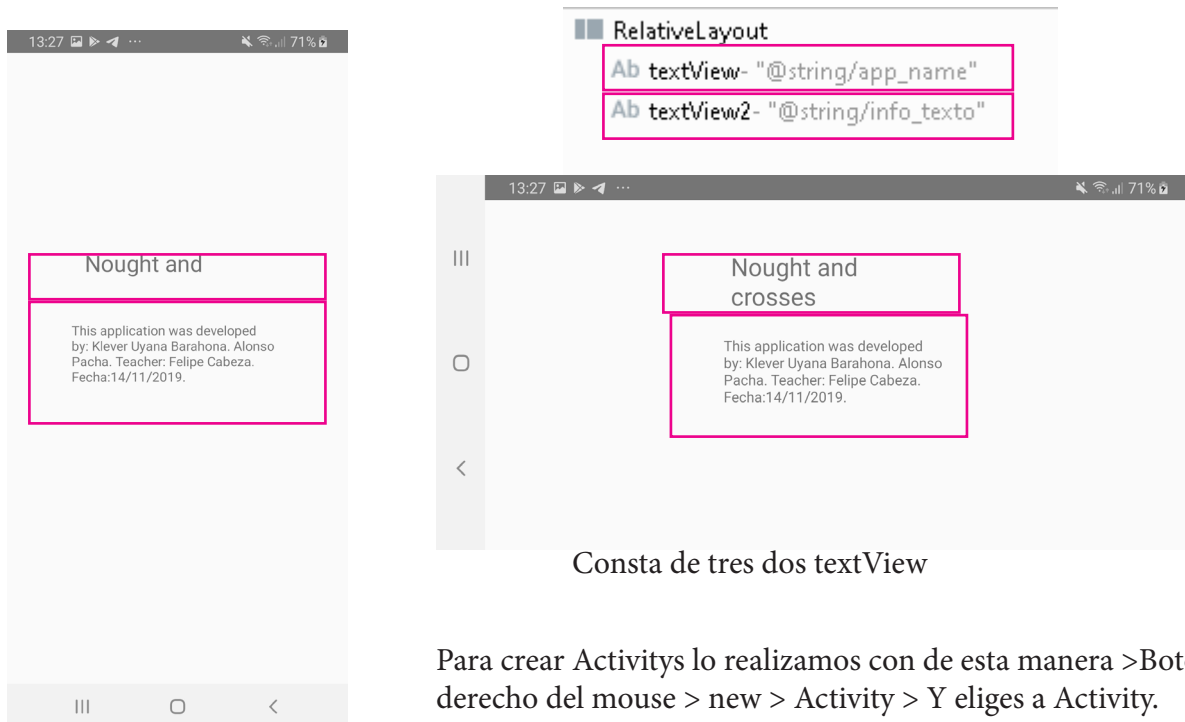 13:27 ... 71%
Nought and
This application was developed
by: Klever Uyana Barahona. Alonso
Pacha. Teacher: Felipe Cabeza.
Fecha:14/11/2019.
RelativeLayout
Ab textView- "@string/app_name"
Ab textView2- "@string/info_texto"
13:27 ... 71%
Nought and
crosses
This application was developed
by: Klever Uyana Barahona. Alonso
Pacha. Teacher: Felipe Cabeza.
Fecha:14/11/2019.
Consta de tres dos textView
Para crear Activitys lo realizamos con de esta manera >Bot
derecho del mouse > new > Activity > Y eliges a Activity.